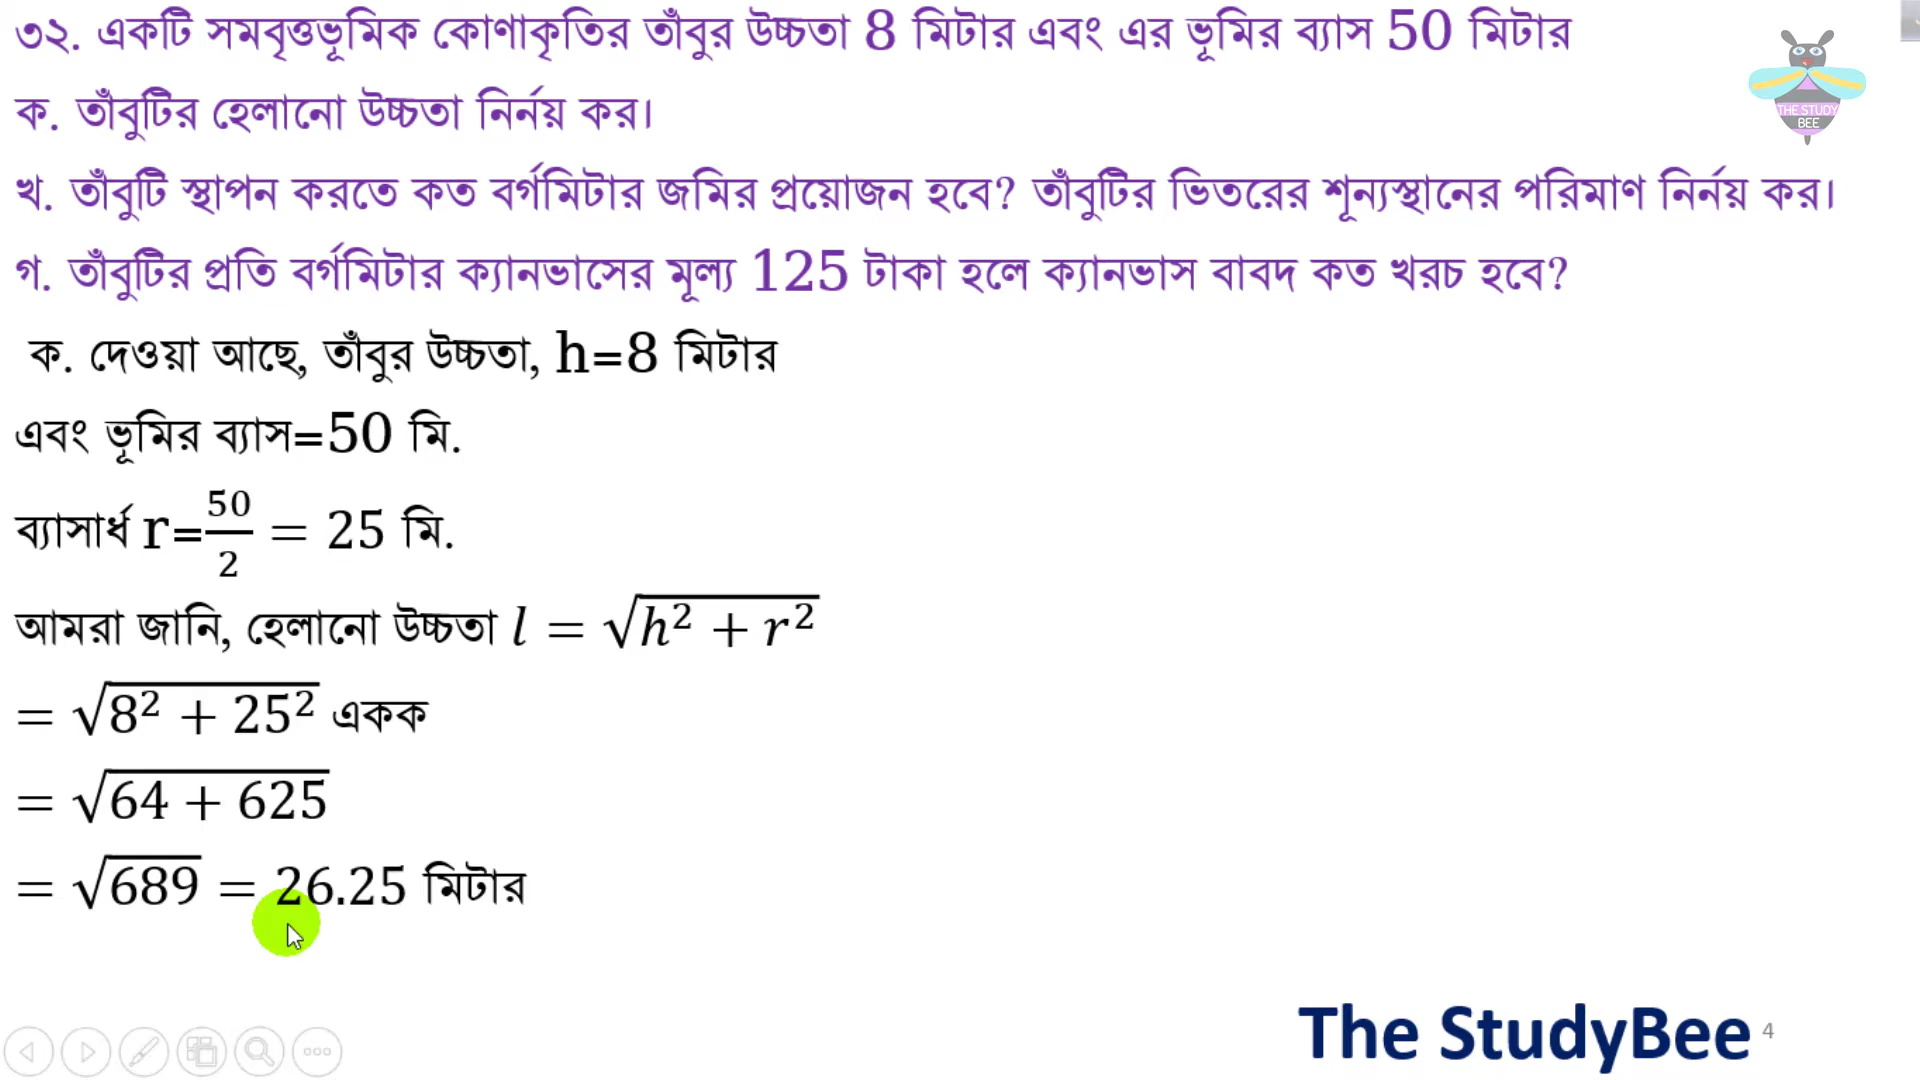 ৩২. একটি সমবৃত্তভূমিক কোণাকৃতির তাঁবুর উচ্চতা 8 মিটার এবং এর ভূমির ব্যাস 50 মিটার
ক. তাঁবুটির হেলানো উচ্চতা নির্নয় কর।
খ. তাঁবুটি স্থাপন করতে কত বর্গমিটার জমির প্রয়োজন হবে? তাঁবুটির ভিতরের শূন্যস্থানের পরিমাণ নির্নয় কর।
গ. তাঁবুটির প্রতি বর্গমিটার ক্যানভাসের মূল্য 125 টাকা হলে ক্যানভাস বাবদ কত খরচ হবে?
ক. দেওয়া আছে, তাঁবুর উচ্চতা, h=8 মিটার
এবং ভূমির ব্যাস=50 মি.
ব্যাসার্ধ r=50/2 = 25 মি.
আমরা জানি, হেলানো উচ্চতা l = √(h² + r²)
= √(8² + 25²) একক
= √(64 + 625)
= √689 = 26.25 মিটার
THE STUDY
BEE
The StudyBee 4